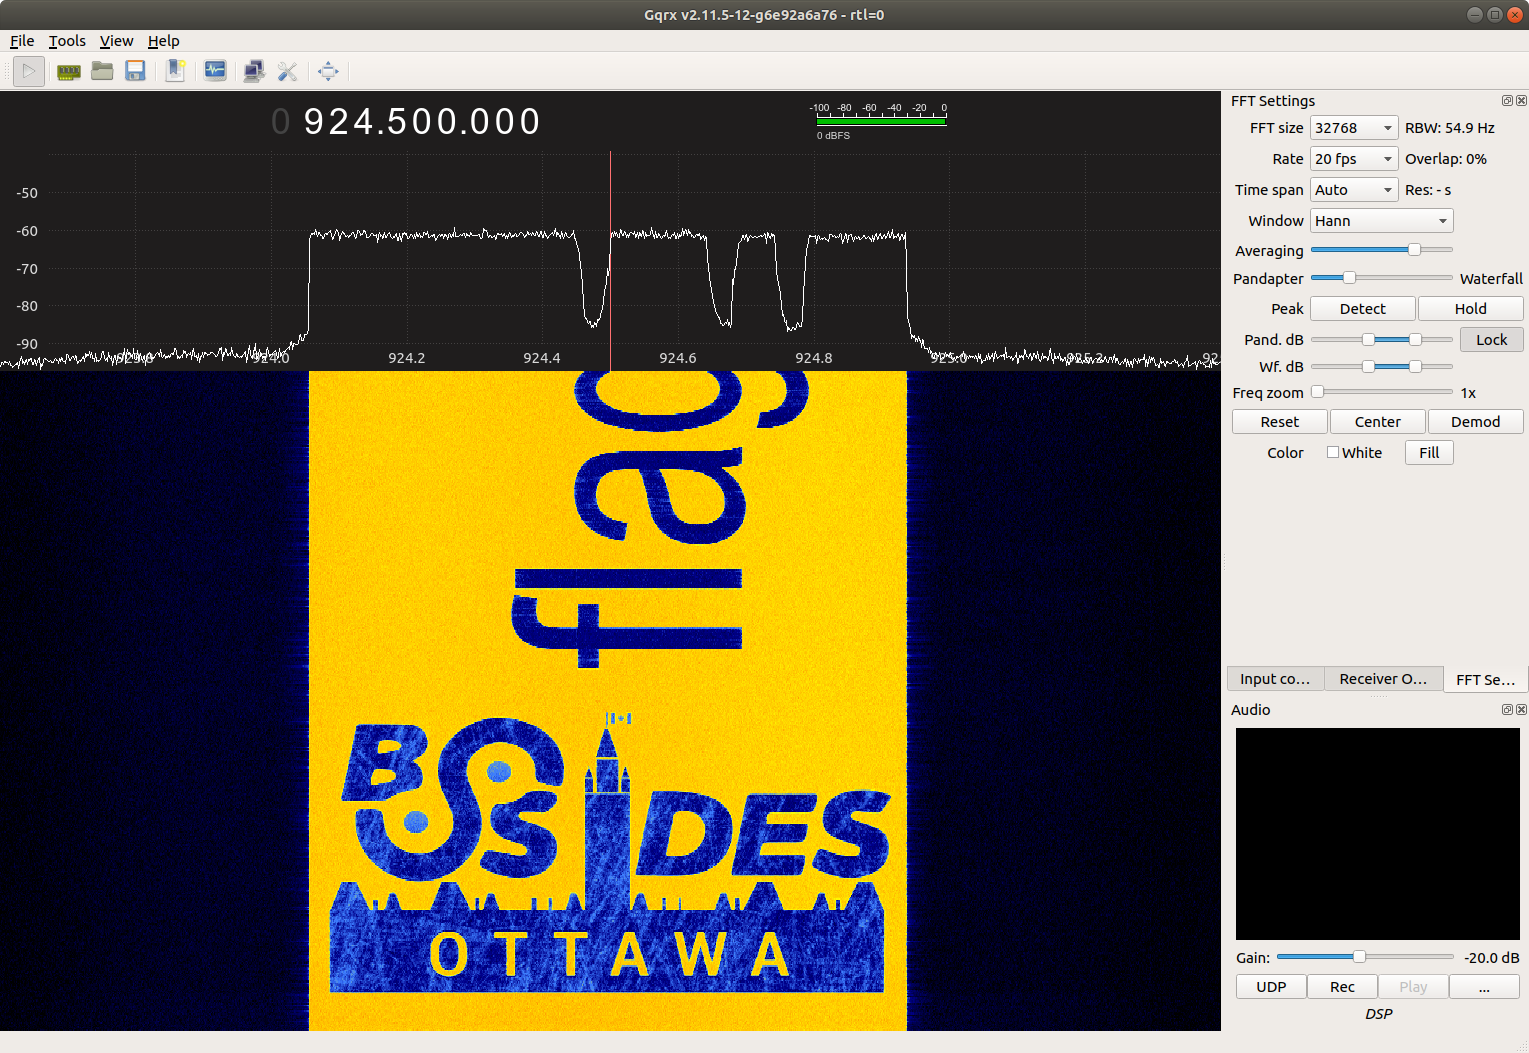 Gqrx v2.11.5-12-g6e92a6a76 - rtl=0
File Tools View Help
0 924.500.000
-100 -80 -60 -40 -20 0
0 dBFS
-50
-60
-70
-80
-90
923.8 924.0 924.2 924.4 924.6 924.8 925.0 925.2
flag
BSIDES
OTTAWA
FFT Settings
FFT size 32768 RBW: 54.9 Hz
Rate 20 fps Overlap: 0%
Time span Auto Res: - s
Window Hann
Averaging
Pandapter Waterfall
Peak Detect Hold
Pand. dB Lock
Wf. dB
Freq zoom 1x
Reset Center Demod
Color White Fill
Input co... Receiver O... FFT Se...
Audio
Gain: -20.0 dB
UDP Rec Play ...
DSP